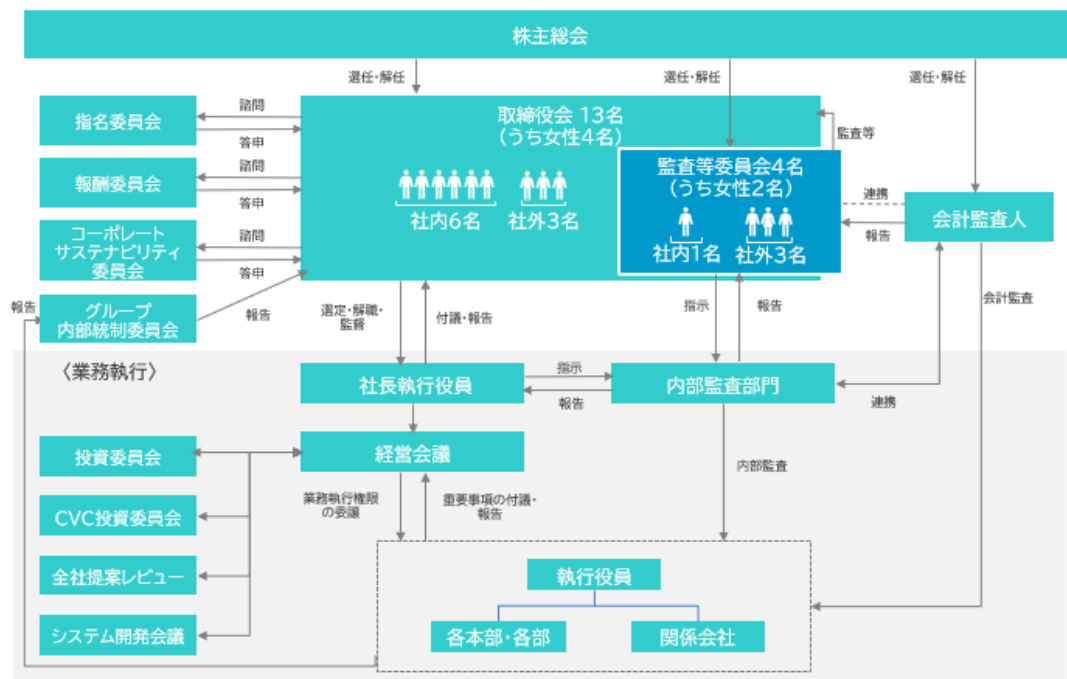 株主総会
選任・解任
選任・解任
選任・解任
指名委員会
諮問
答申
報酬委員会
諮問
答申
コーポレート
サステナビリティ
委員会
諮問
答申
グループ
内部統制委員会
報告
報告
取締役会 13名
(うち女性4名)
社内6名
社外3名
監査等
監査等委員会4名
(うち女性2名)
社内1名
社外3名
連携
報告
会計監査人
会計監査
選定・解職・
監督
付議・報告
指示
報告
〈業務執行〉
社長執行役員
指示
報告
内部監査部門
連携
投資委員会
経営会議
内部監査
CVC投資委員会
業務執行権限
の委譲
重要事項の付議・
報告
全社提案レビュー
執行役員
システム開発会議
各本部・各部
関係会社